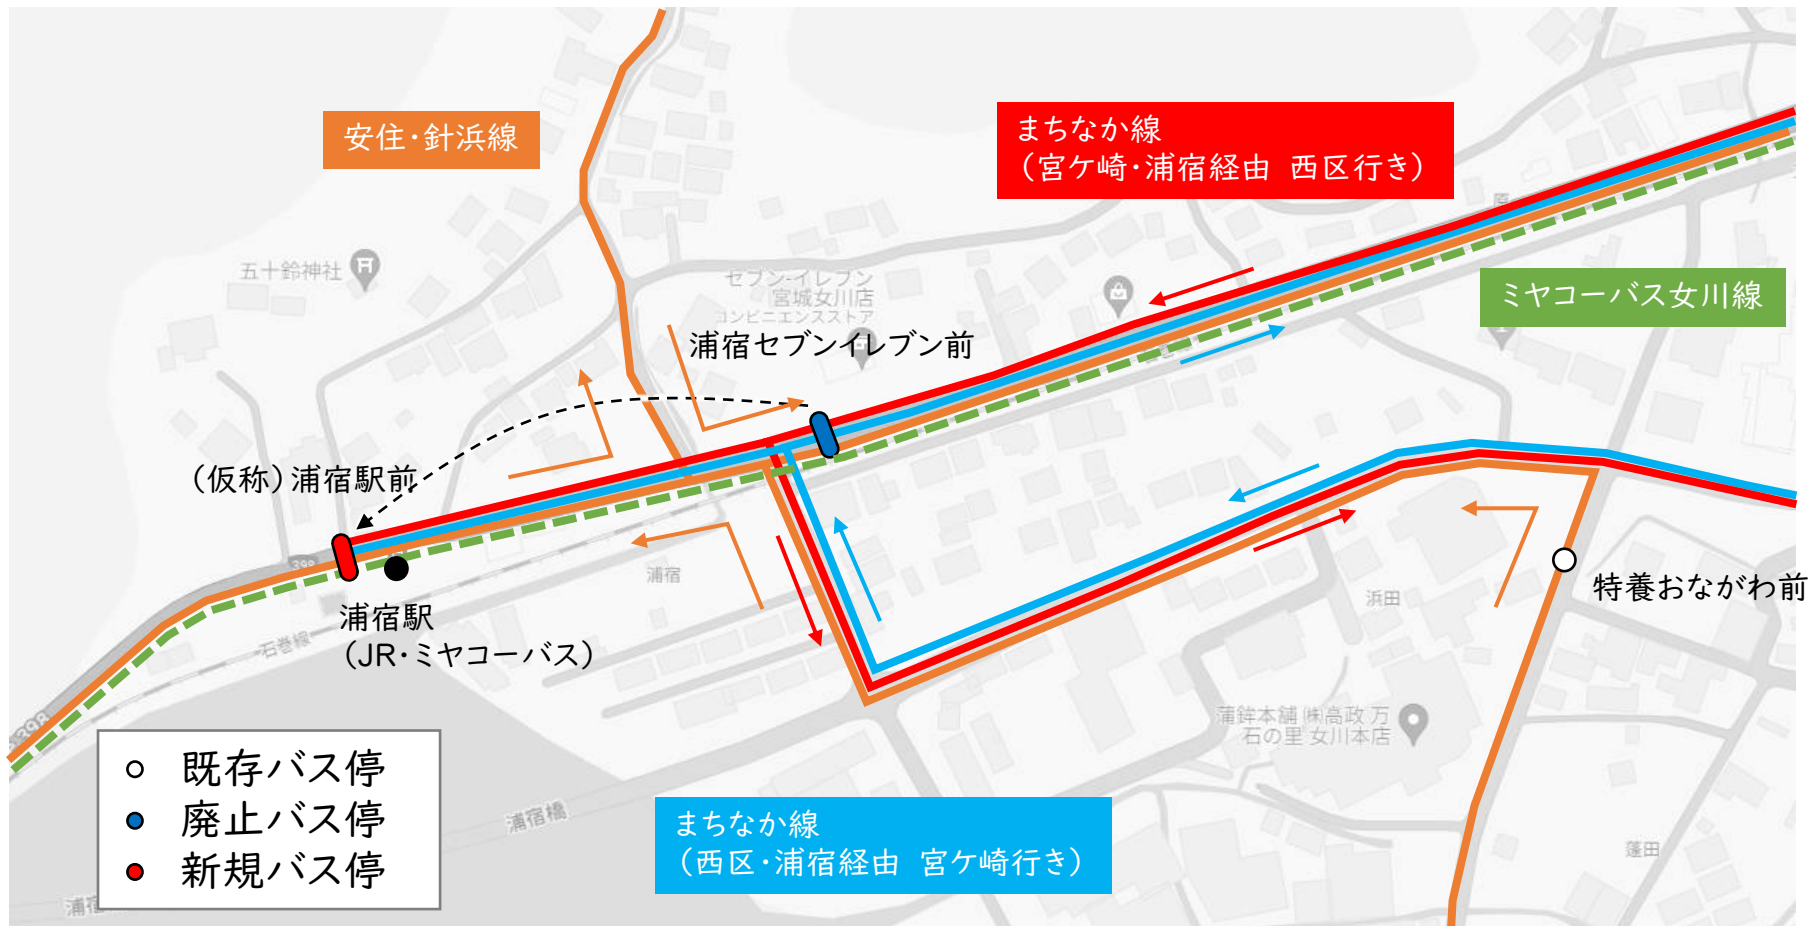 安住・針浜線
まちなか線
（宮ケ崎・浦宿経由 西区行き）
五十鈴神社
セブン-イレブン
宮城女川店
コンビニエンスストア
ミヤコーバス女川線
浦宿セブンイレブン前
（仮称）浦宿駅前
398
浦宿
浜田
特養おながわ前
浦宿駅
（JR・ミヤコーバス）
石巻線
398
蒲鉾本舗㈱高政 万
石の里 女川本店
既存バス停
廃止バス停
新規バス停
浦宿橋
まちなか線
（西区・浦宿経由 宮ケ崎行き）
蓬田